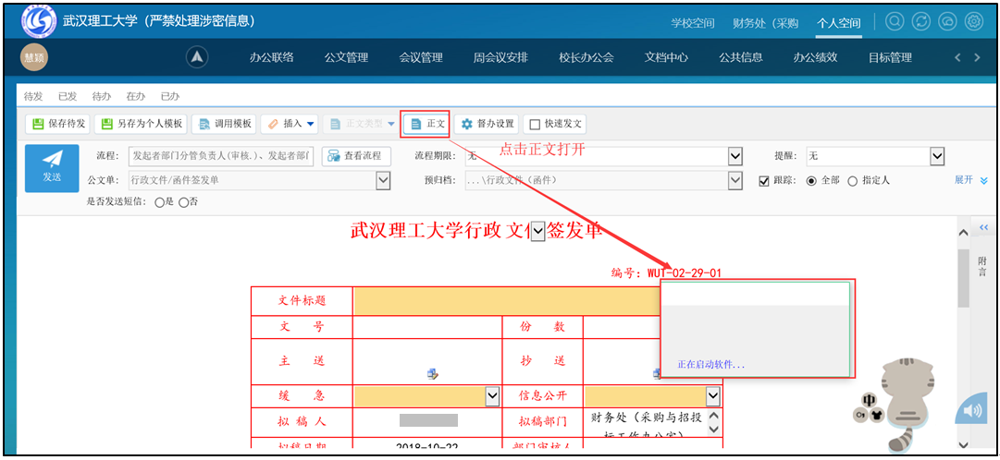 武汉理工大学（严禁处理涉密信息）
学校空间 财务处（采购 个人空间
慧颖 办公联络 公文管理 会议管理 周会议安排 校长办公会 文档中心 公共信息 办公绩效 目标管理
待发 已发 待办 在办 已办
保存待发 另存为个人模板 调用模板 插入 正文类型 正文 督办设置 快速发文
点击正文打开
发送 流程: 发起者部门分管负责人(审核.)、发起者部门 查看流程 流程期限: 无 提醒: 无
公文单: 行政文件/函件签发单 预归档: ...\行政文件（函件） 跟踪: 全部 指定人 展开
是否发送短信: 是 否
武汉理工大学行政 文 签发单
附言
编号: WUT-02-29-01
文件标题
文 号 份 数
主 送 抄 送
正在启动软件...
缓 急 信息公开
拟 稿 人 拟稿部门 财务处（采购与招投
标工作办公室）
拟稿日期 2018-10-22 部门审核人
中